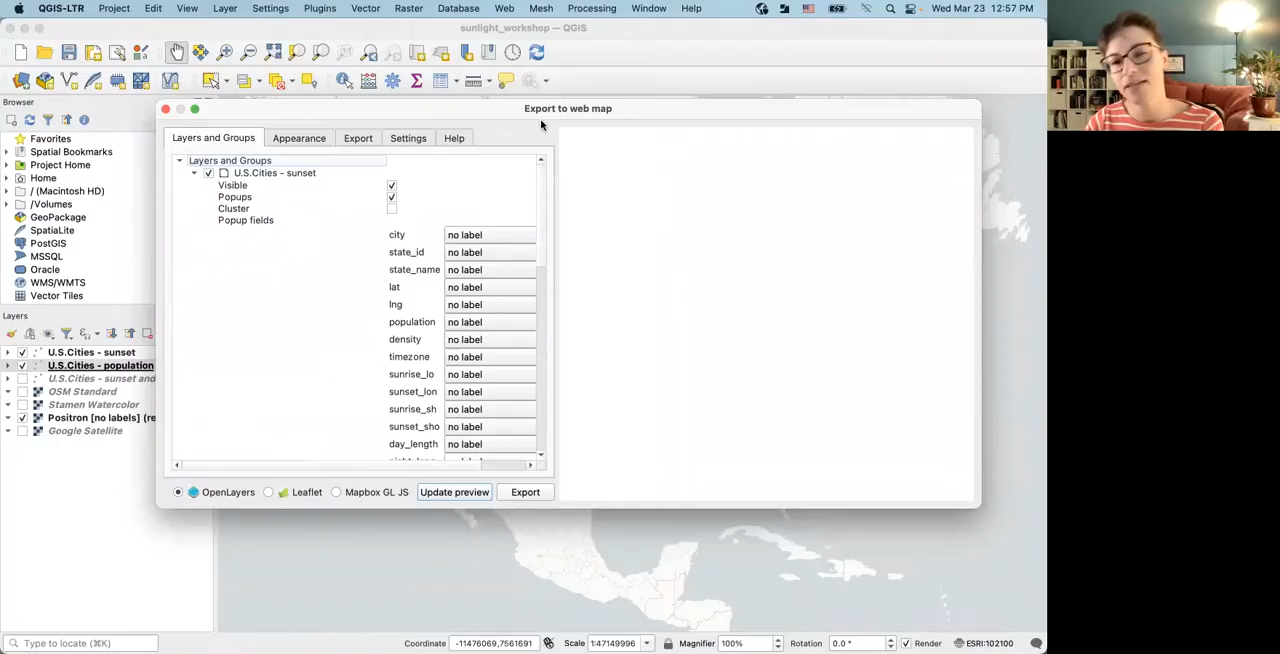 QGIS-LTR Project Edit View Layer Settings Plugins Vector Raster Database Web Mesh Processing Window Help Wed Mar 23 12:57 PM
sunlight_workshop — QGIS
Browser
Favorites
Spatial Bookmarks
Project Home
Home
/ (Macintosh HD)
/Volumes
GeoPackage
SpatiaLite
PostGIS
MSSQL
Oracle
WMS/WMTS
Vector Tiles
Layers
U.S.Cities - sunset
U.S.Cities - population
U.S.Cities - sunset and
OSM Standard
Stamen Watercolor
Positron [no labels] (re
Google Satellite
Export to web map
Layers and Groups Appearance Export Settings Help
Layers and Groups
U.S.Cities - sunset
Visible
Popups
Cluster
Popup fields
city no label
state_id no label
state_name no label
lat no label
lng no label
population no label
density no label
timezone no label
sunrise_lo no label
sunset_lon no label
sunrise_sh no label
sunset_sho no label
day_length no label
OpenLayers Leaflet Mapbox GL JS Update preview Export
Type to locate (⌘K) Coordinate -11476069,7561691 Scale 1:47149996 Magnifier 100% Rotation 0.0 ° Render ESRI:102100